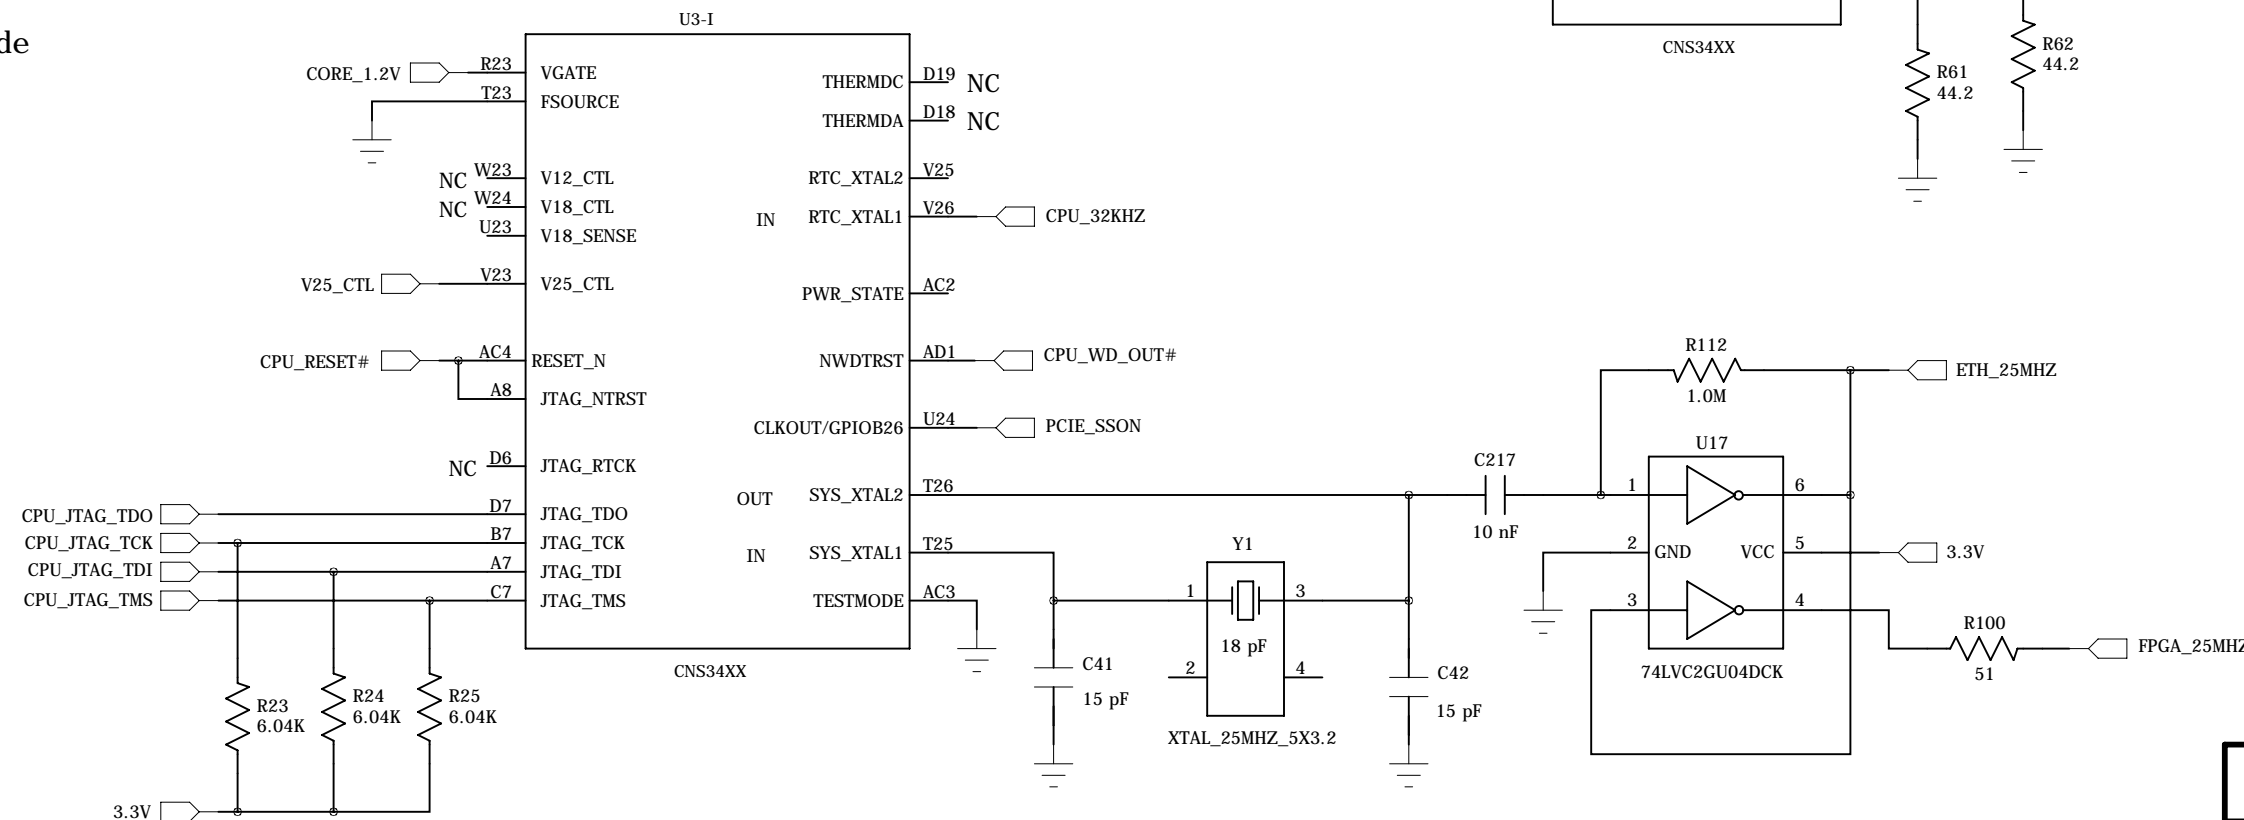 de
U3-I
CORE_1.2V
R23
VGATE
T23
FSOURCE
NC
W23
V12_CTL
NC
W24
V18_CTL
U23
V18_SENSE
V25_CTL
V23
V25_CTL
CPU_RESET#
AC4
RESET_N
A8
JTAG_NTRST
NC
D6
JTAG_RTCK
CPU_JTAG_TDO
D7
JTAG_TDO
CPU_JTAG_TCK
B7
JTAG_TCK
CPU_JTAG_TDI
A7
JTAG_TDI
CPU_JTAG_TMS
C7
JTAG_TMS
THERMDC
D19
NC
THERMDA
D18
NC
RTC_XTAL2
V25
IN
RTC_XTAL1
V26
CPU_32KHZ
PWR_STATE
AC2
NWDTRST
AD1
CPU_WD_OUT#
CLKOUT/GPIOB26
U24
PCIE_SSON
OUT
SYS_XTAL2
T26
IN
SYS_XTAL1
T25
TESTMODE
AC3
CNS34XX
R23
6.04K
R24
6.04K
R25
6.04K
3.3V
C41
15 pF
Y1
1
3
18 pF
2
4
XTAL_25MHZ_5X3.2
C42
15 pF
C217
10 nF
R112
1.0M
ETH_25MHZ
U17
1
6
2
GND
VCC
5
3.3V
3
4
74LVC2GU04DCK
R100
51
FPGA_25MHZ
CNS34XX
R61
44.2
R62
44.2